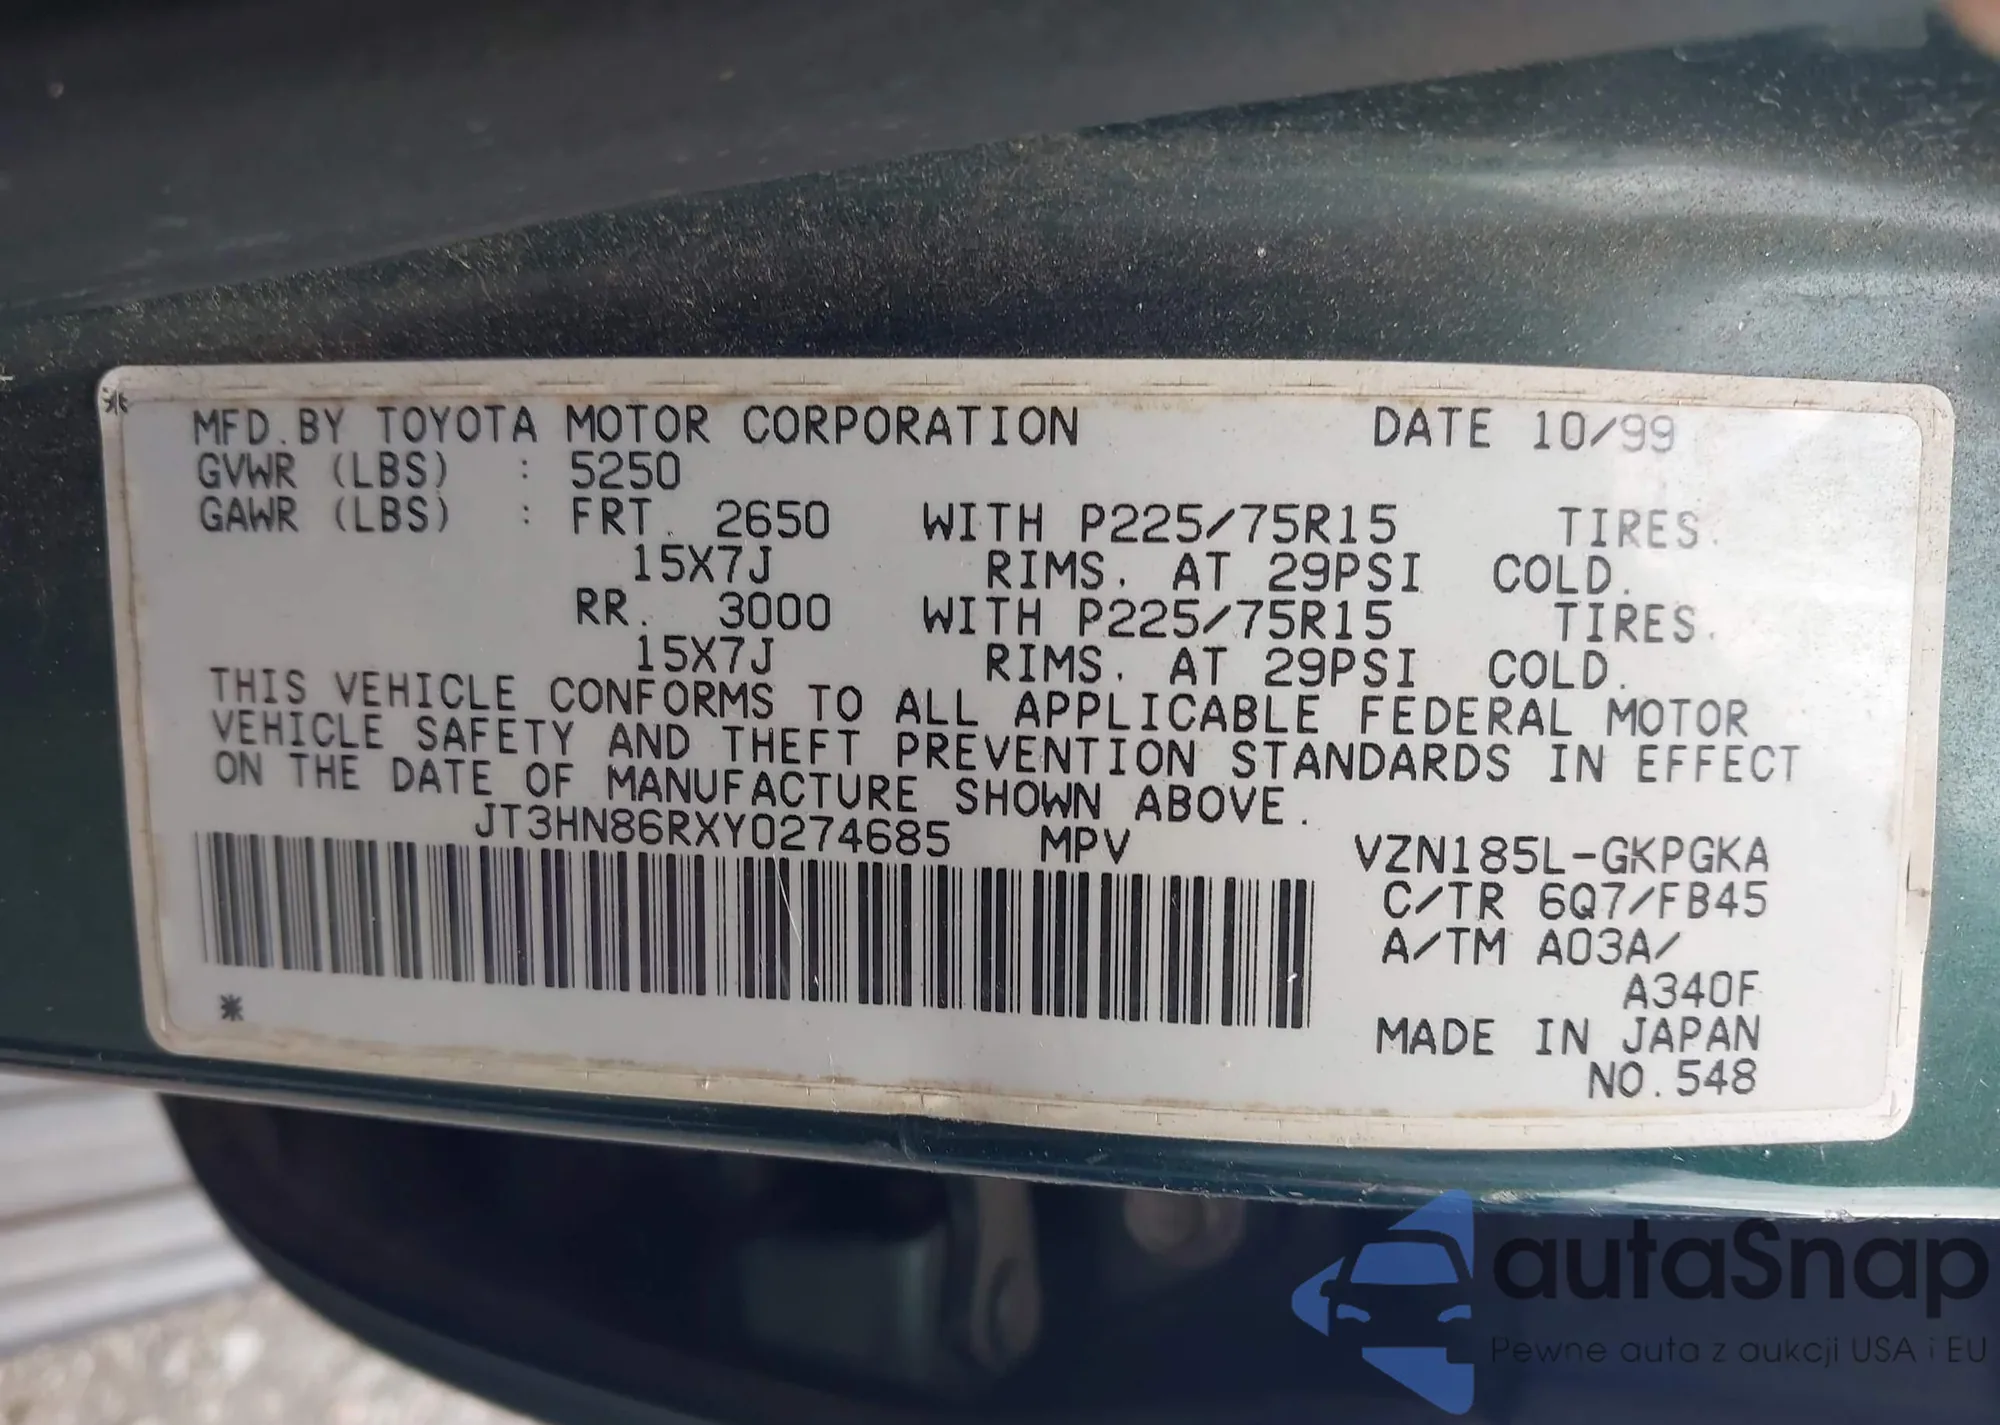 MFD.BY TOYOTA MOTOR CORPORATION DATE 10/99
GVWR (LBS) : 5250
GAWR (LBS) : FRT. 2650 WITH P225/75R15 TIRES.
15X7J RIMS. AT 29PSI COLD.
RR. 3000 WITH P225/75R15 TIRES.
15X7J RIMS. AT 29PSI COLD.
THIS VEHICLE CONFORMS TO ALL APPLICABLE FEDERAL MOTOR
VEHICLE SAFETY AND THEFT PREVENTION STANDARDS IN EFFECT
ON THE DATE OF MANUFACTURE SHOWN ABOVE.
JT3HN86RXY0274685 MPV VZN185L-GKPGKA
C/TR 6Q7/FB45
A/TM A03A/
A340F
MADE IN JAPAN
NO.548
autaSnap
Pewne auta z aukcji USA i EU